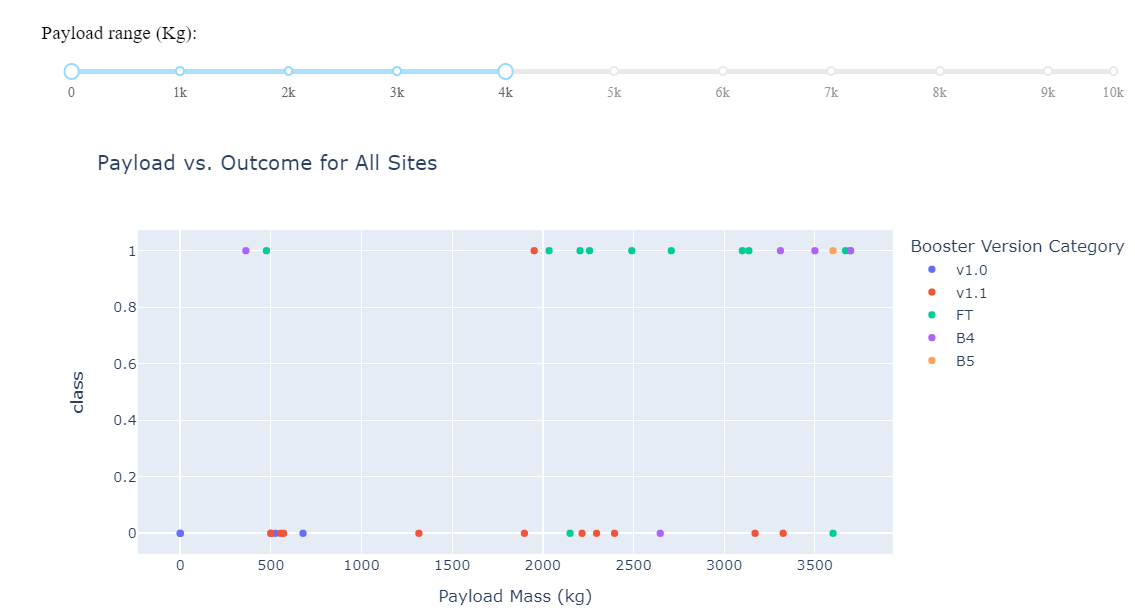 Payload range (Kg):
0 1k 2k 3k 4k 5k 6k 7k 8k 9k 10k
Payload vs. Outcome for All Sites
1
0.8
0.6
0.4
0.2
0
class
0 500 1000 1500 2000 2500 3000 3500
Payload Mass (kg)
Booster Version Category
v1.0
v1.1
FT
B4
B5